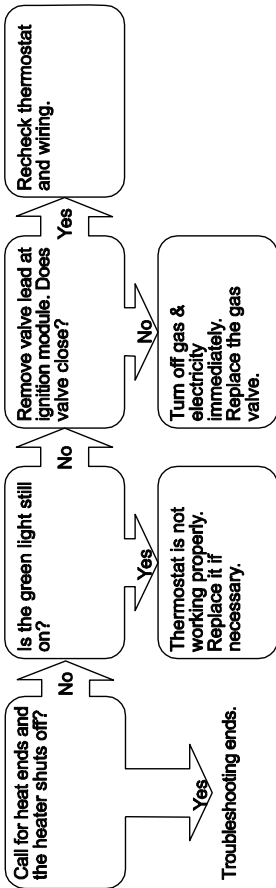 Call for heat ends and
the heater shuts off?
Yes
Troubleshooting ends.
No
Is the green light still
on?
Yes
Thermostat is not
working properly.
Replace it if
necessary.
No
Remove valve lead at
ignition module. Does
valve close?
No
Turn off gas &
electricity
immediately.
Replace the gas
valve.
Yes
Recheck thermostat
and wiring.